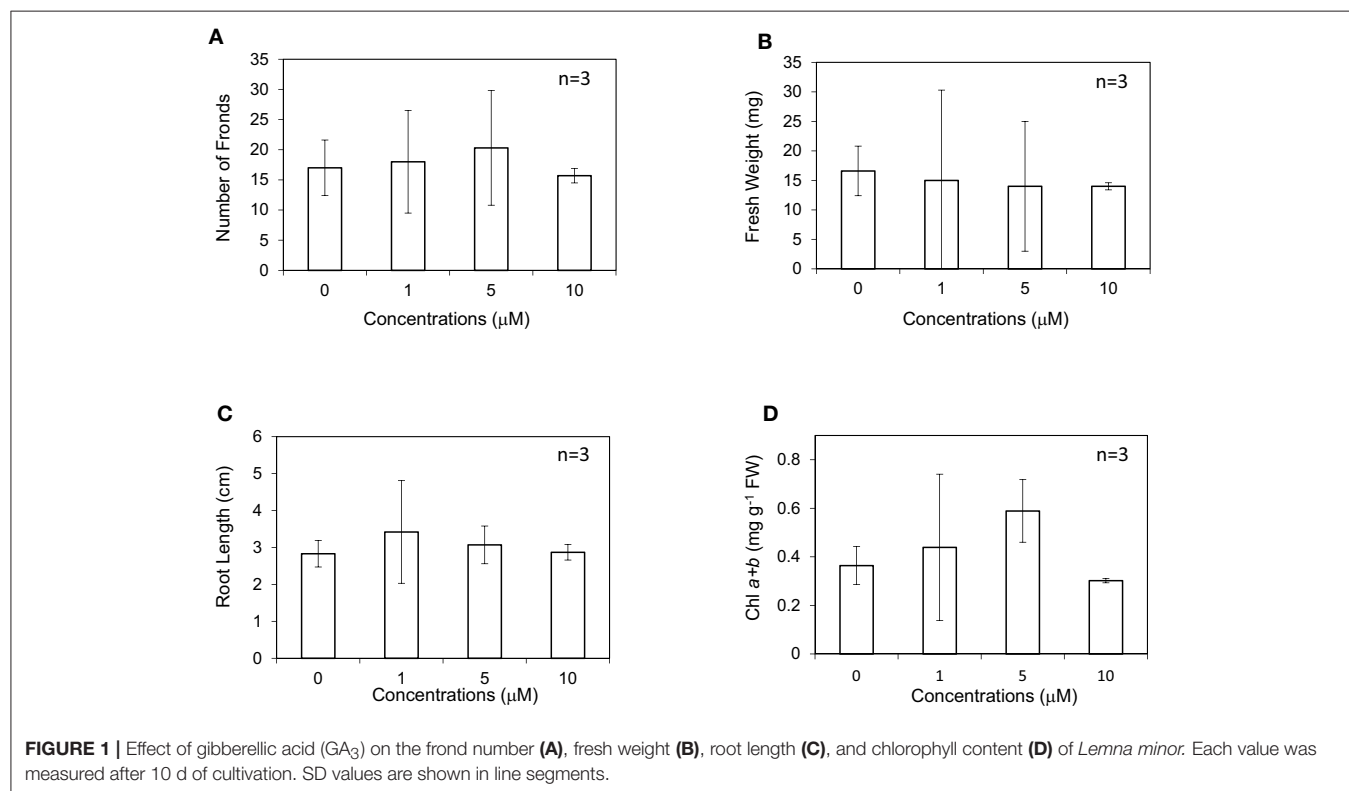 A
35
30
25
20
15
10
5
0
n=3
Number of Fronds
0 1 5 10
Concentrations (μM)
B
35
30
25
20
15
10
5
0
n=3
Fresh Weight (mg)
0 1 5 10
Concentrations (μM)
C
6
5
4
3
2
1
0
n=3
Root Length (cm)
0 1 5 10
Concentrations (μM)
D
0.8
0.6
0.4
0.2
0
n=3
Chl a+b (mg g⁻¹ FW)
0 1 5 10
Concentrations (μM)
FIGURE 1 | Effect of gibberellic acid (GA₃) on the frond number (A), fresh weight (B), root length (C), and chlorophyll content (D) of Lemna minor. Each value was
measured after 10 d of cultivation. SD values are shown in line segments.